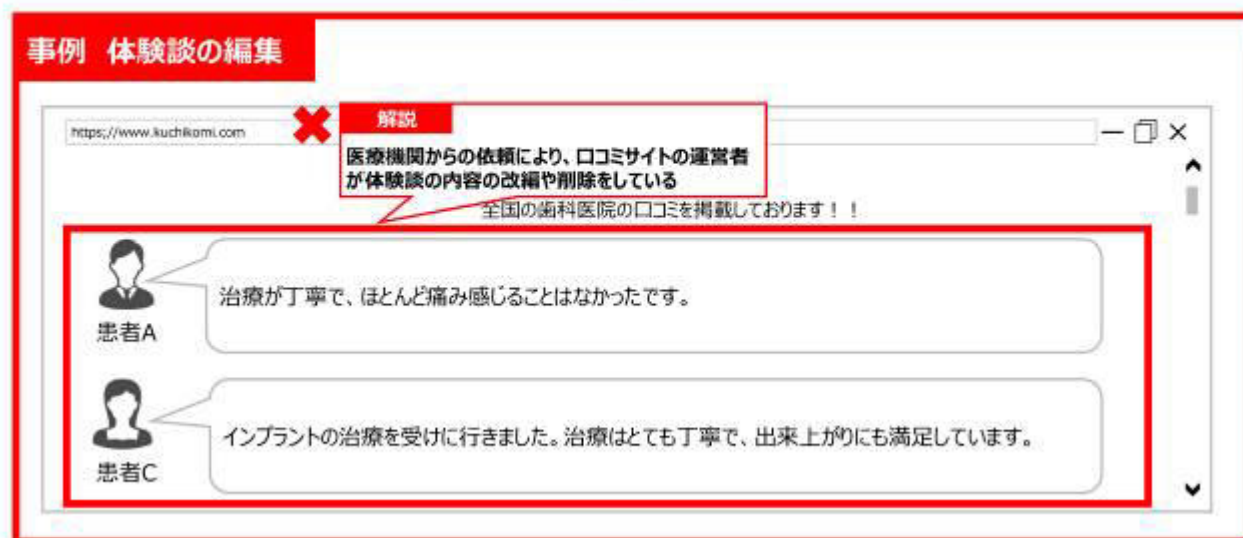 事例 体験談の編集
https://www.kuchikomi.com
解説
医療機関からの依頼により、口コミサイトの運営者
が体験談の内容の改編や削除をしている
全国の歯科医院の口コミを掲載しております！！
治療が丁寧で、ほとんど痛み感じることはなかったです。
患者A
インプラントの治療を受けに行きました。治療はとても丁寧で、出来上がりにも満足しています。
患者C